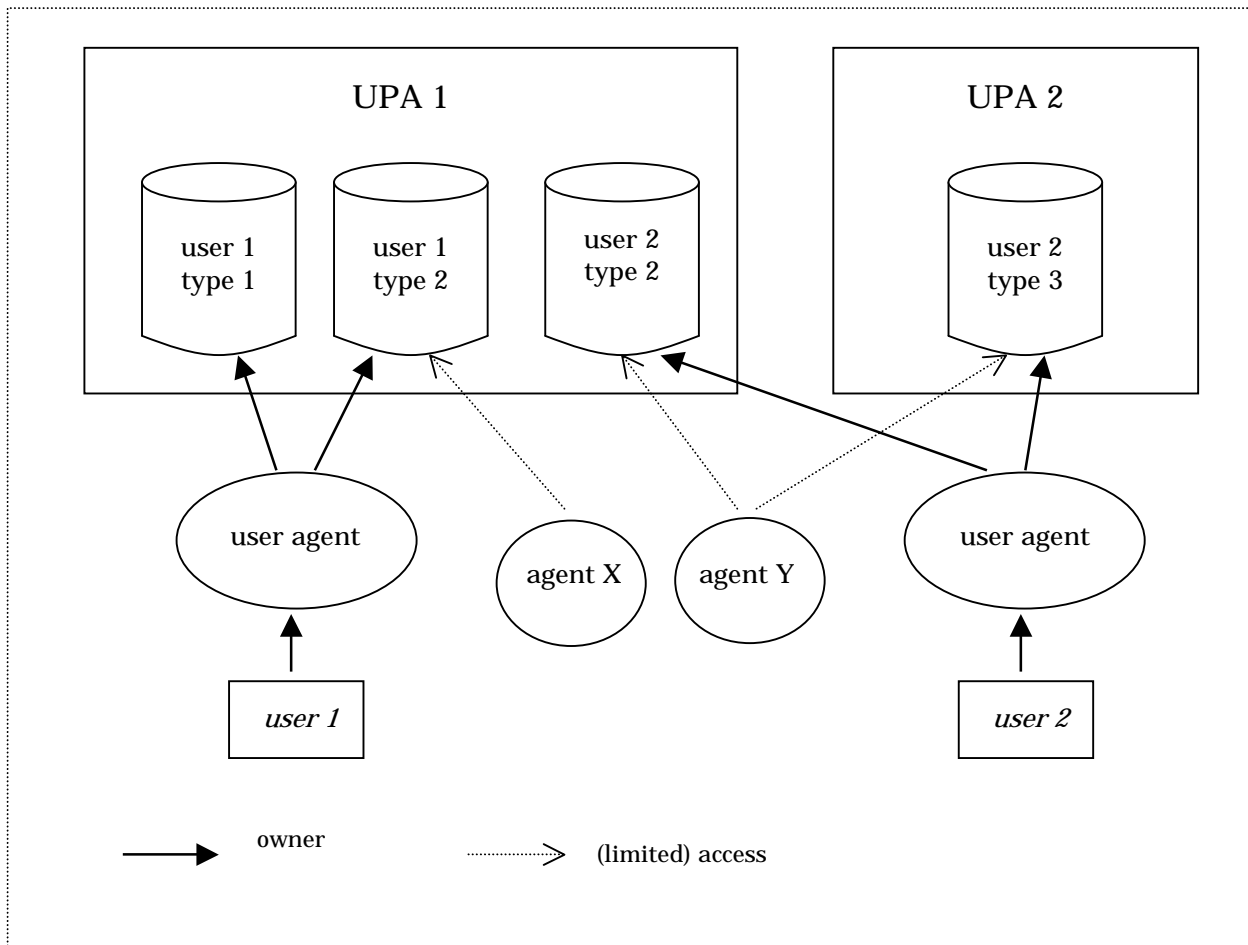 UPA 1
UPA 2
user 1
type 1
user 1
type 2
user 2
type 2
user 2
type 3
user agent
agent X
agent Y
user agent
user 1
user 2
owner
(limited) access